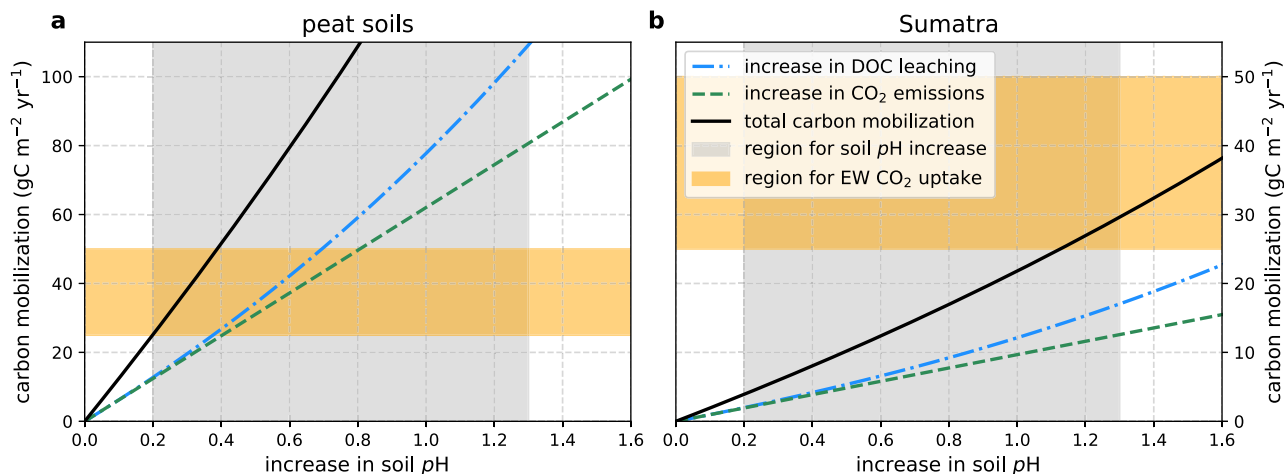 a
peat soils
carbon mobilization (gC m⁻² yr⁻¹)
100
80
60
40
20
0
0.0 0.2 0.4 0.6 0.8 1.0 1.2 1.4 1.6
increase in soil pH
b
Sumatra
increase in DOC leaching
increase in CO₂ emissions
total carbon mobilization
region for soil pH increase
region for EW CO₂ uptake
50
40
30
20
10
0
carbon mobilization (gC m⁻² yr⁻¹)
0.0 0.2 0.4 0.6 0.8 1.0 1.2 1.4 1.6
increase in soil pH